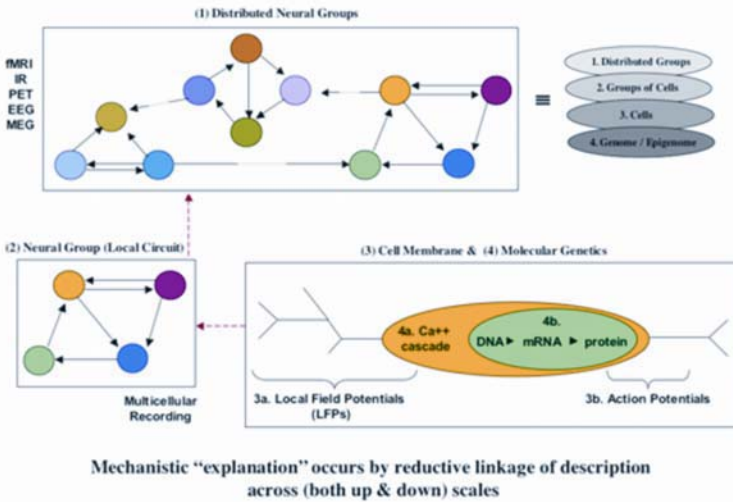 (1) Distributed Neural Groups
fMRI
IR
PET
EEG
MEG
≡
1. Distributed Groups
2. Groups of Cells
3. Cells
4. Genome / Epigenome
(2) Neural Group (Local Circuit)
Multicellular
Recording
(3) Cell Membrane & (4) Molecular Genetics
4a. Ca++
cascade
4b.
DNA ► mRNA ► protein
3a. Local Field Potentials
(LFPs)
3b. Action Potentials
Mechanistic “explanation” occurs by reductive linkage of description
across (both up & down) scales